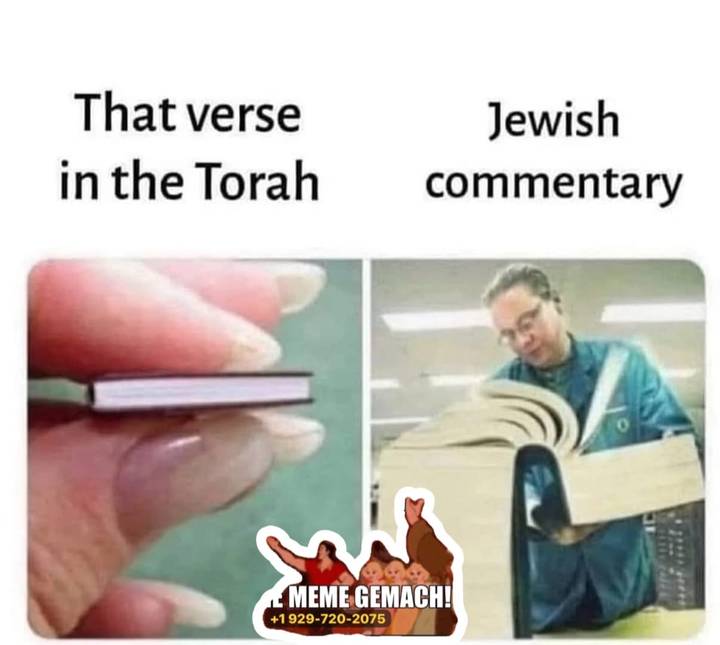 That verse
in the Torah
Jewish
commentary
E MEME GEMACH!
+1 929-720-2075